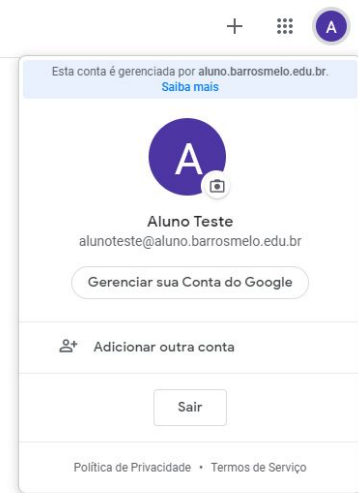 A
Esta conta é gerenciada por aluno.barrosmelo.edu.br.
Saiba mais
A
Aluno Teste
alunoteste@aluno.barrosmelo.edu.br
Gerenciar sua Conta do Google
Adicionar outra conta
Sair
Política de Privacidade • Termos de Serviço